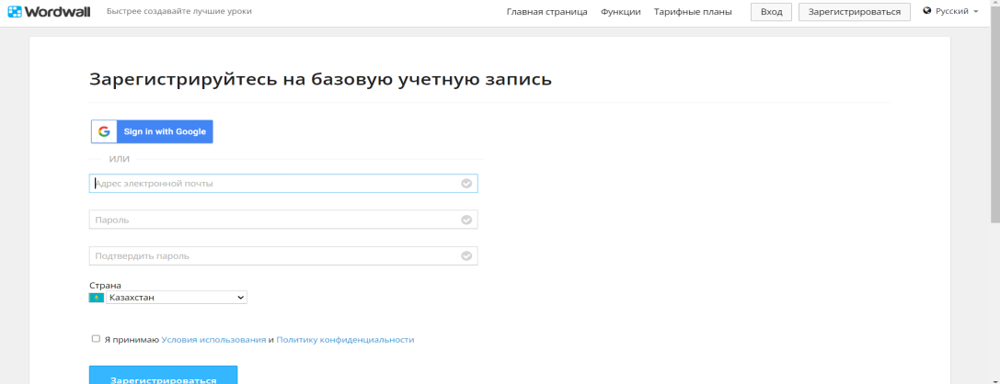 Wordwall Быстрее создавайте лучшие уроки Главная страница Функции Тарифные планы Вход Зарегистрироваться Русский
Зарегистрируйтесь на базовую учетную запись
G Sign in with Google
ИЛИ
Адрес электронной почты
Пароль
Подтвердить пароль
Страна
Казахстан
Я принимаю Условия использования и Политику конфиденциальности
Зарегистрироваться